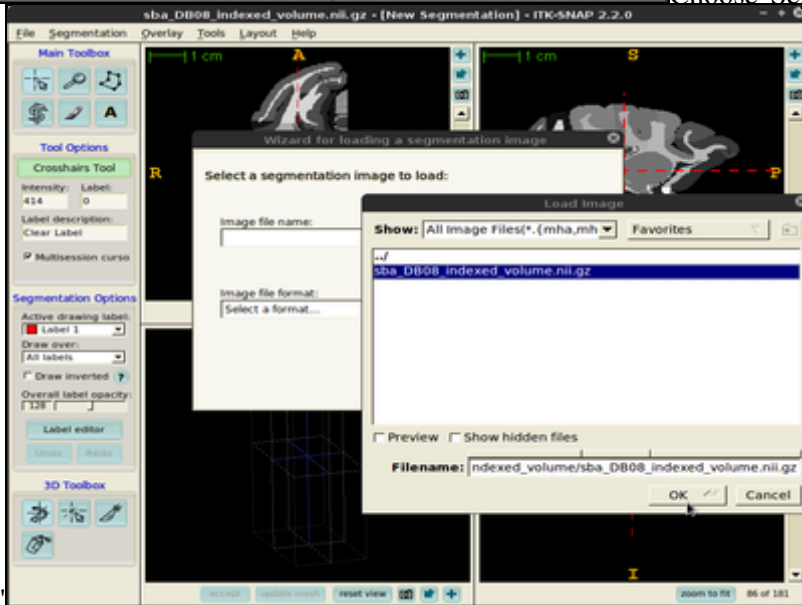 sba_DB08_indexed_volume.nii.gz - [New Segmentation] - ITK-SNAP 2.2.0
File Segmentation Overlay Tools Layout Help
Main Toolbox
A
Tool Options
Crosshairs Tool
Intensity: Label:
414 0
Label description:
Clear Label
Multisession curso
Segmentation Options
Active drawing label:
Label 1
Draw over:
All labels
Draw inverted ?
Overall label opacity:
128
Label editor
Undo Redo
3D Toolbox
1 cm
A
R
1 cm
S
P
Wizard for loading a segmentation image
Select a segmentation image to load:
Image file name:
Image file format:
Select a format...
Load Image
Show: All Image Files(*.{mha,mh Favorites
../
sba_DB08_indexed_volume.nii.gz
Preview Show hidden files
Filename: ndexed_volume/sba_DB08_indexed_volume.nii.gz
OK Cancel
I
accept update mesh reset view
zoom to fit 86 of 181